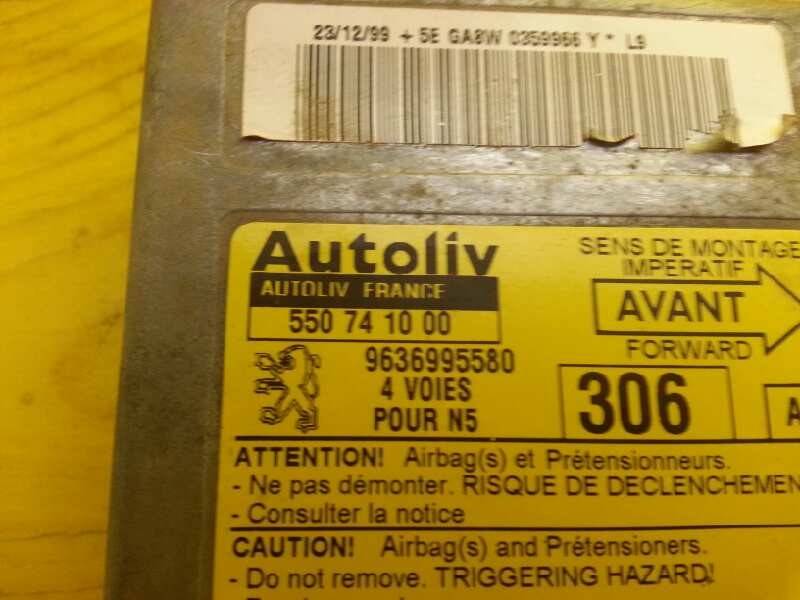 23/12/99 + 5E GA8W 0359966 Y * L9
Autoliv
AUTOLIV FRANCE
550 74 10 00
9636995580
4 VOIES
POUR N5
SENS DE MONTAGE
IMPERATIF
AVANT
FORWARD
306
A
ATTENTION! Airbag(s) et Prétensionneurs.
- Ne pas démonter. RISQUE DE DECLENCHEMEN
- Consulter la notice
CAUTION! Airbag(s) and Prétensioners.
- Do not remove. TRIGGERING HAZARD!